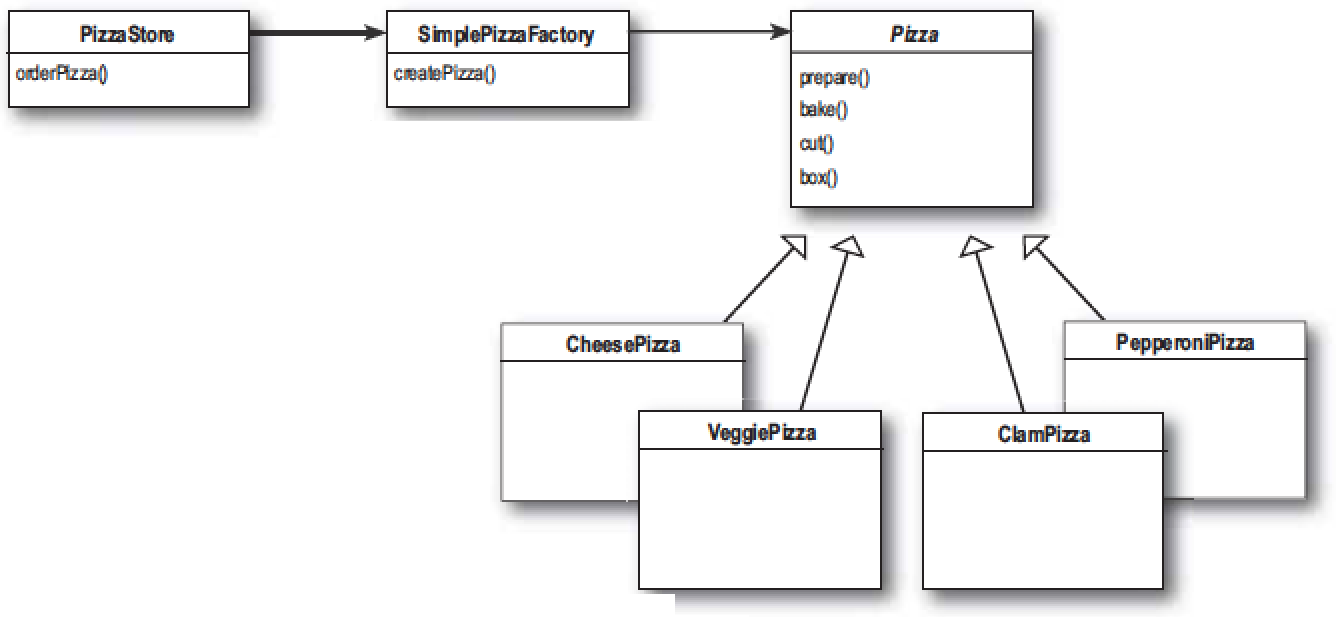 PizzaStore
orderPizza()
SimplePizzaFactory
createPizza()
Pizza
prepare()
bake()
cut()
box()
CheesePizza
VeggiePizza
ClamPizza
PepperoniPizza